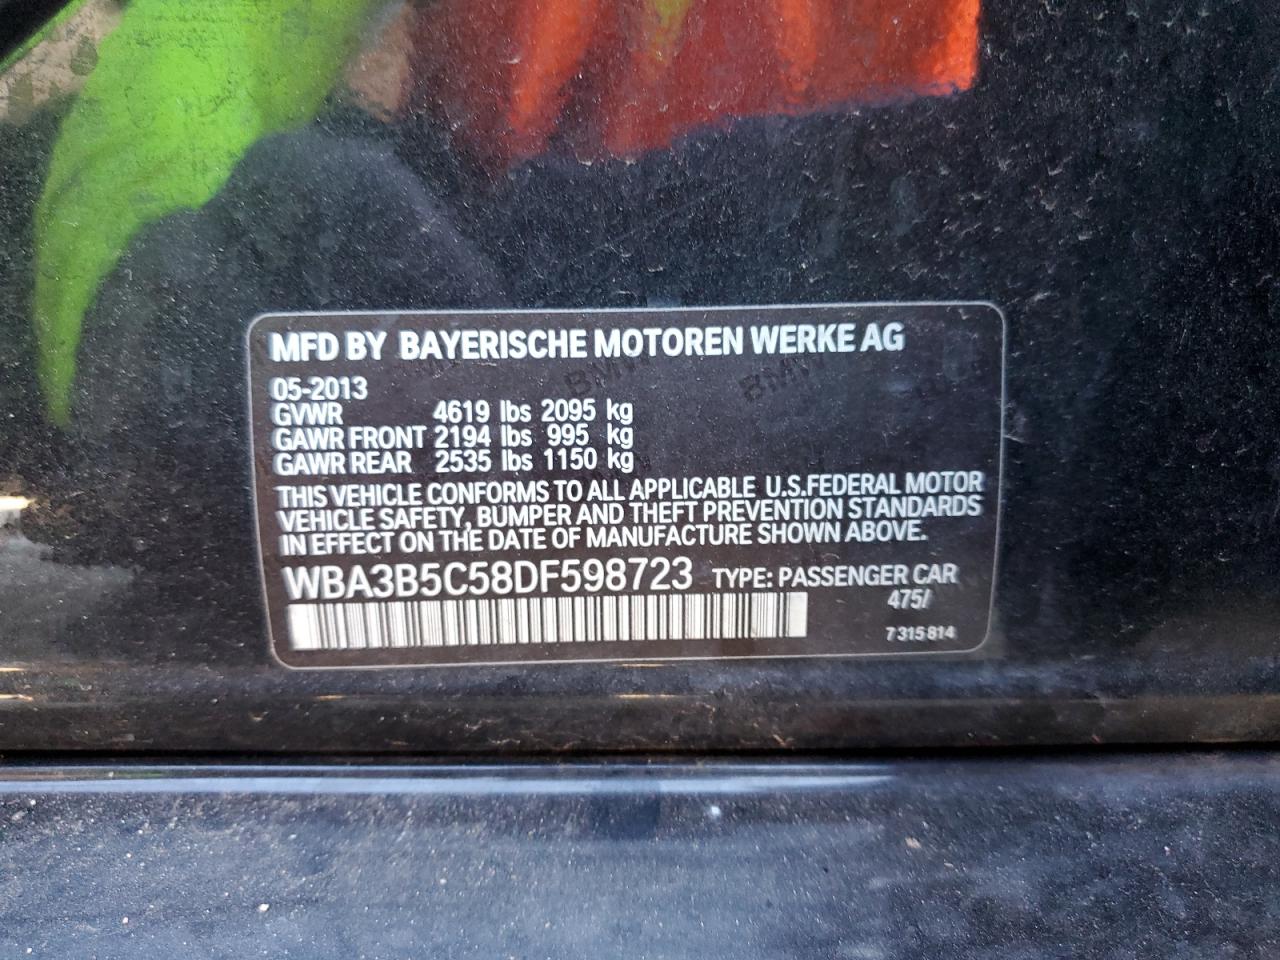 MFD BY BAYERISCHE MOTOREN WERKE AG
05-2013
GVWR 4619 lbs 2095 kg
GAWR FRONT 2194 lbs 995 kg
GAWR REAR 2535 lbs 1150 kg
THIS VEHICLE CONFORMS TO ALL APPLICABLE U.S.FEDERAL MOTOR
VEHICLE SAFETY, BUMPER AND THEFT PREVENTION STANDARDS
IN EFFECT ON THE DATE OF MANUFACTURE SHOWN ABOVE.
WBA3B5C58DF598723 TYPE: PASSENGER CAR
475/
7 315 814